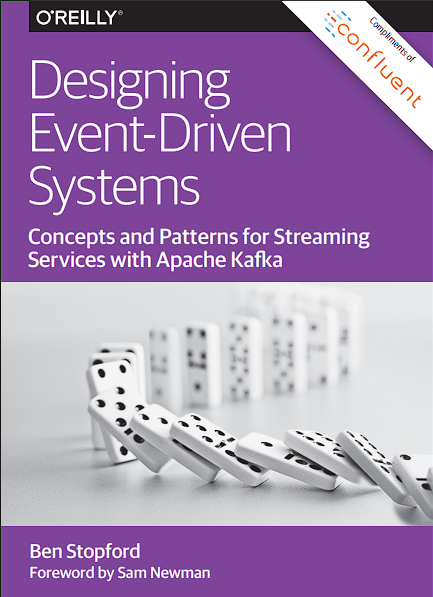 O'REILLY®
Compliments of
confluent
Designing
Event-Driven
Systems
Concepts and Patterns for Streaming
Services with Apache Kafka
Ben Stopford
Foreword by Sam Newman